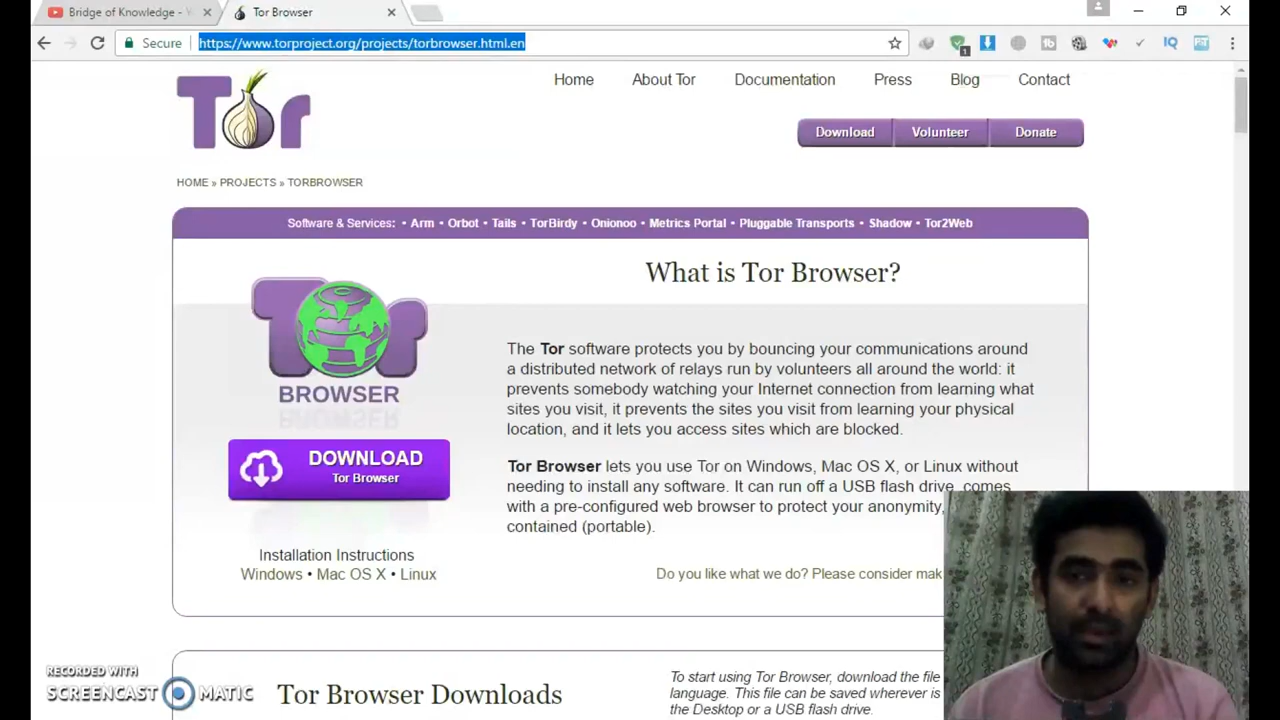 Bridge of Knowledge -
Tor Browser
Secure
https://www.torproject.org/projects/torbrowser.html.en
1
IQ
Tor
Home
About Tor
Documentation
Press
Blog
Contact
Download
Volunteer
Donate
HOME » PROJECTS » TORBROWSER
Software & Services: • Arm • Orbot • Tails • TorBirdy • Onionoo • Metrics Portal • Pluggable Transports • Shadow • Tor2Web
What is Tor Browser?
Tor
BROWSER
DOWNLOAD
Tor Browser
Installation Instructions
Windows • Mac OS X • Linux
The Tor software protects you by bouncing your communications around
a distributed network of relays run by volunteers all around the world: it
prevents somebody watching your Internet connection from learning what
sites you visit, it prevents the sites you visit from learning your physical
location, and it lets you access sites which are blocked.
Tor Browser lets you use Tor on Windows, Mac OS X, or Linux without
needing to install any software. It can run off a USB flash drive, comes
with a pre-configured web browser to protect your anonymity,
contained (portable).
Do you like what we do? Please consider mak
Tor Browser Downloads
To start using Tor Browser, download the file
language. This file can be saved wherever is
the Desktop or a USB flash drive.
RECORDED WITH
SCREENCAST MATIC